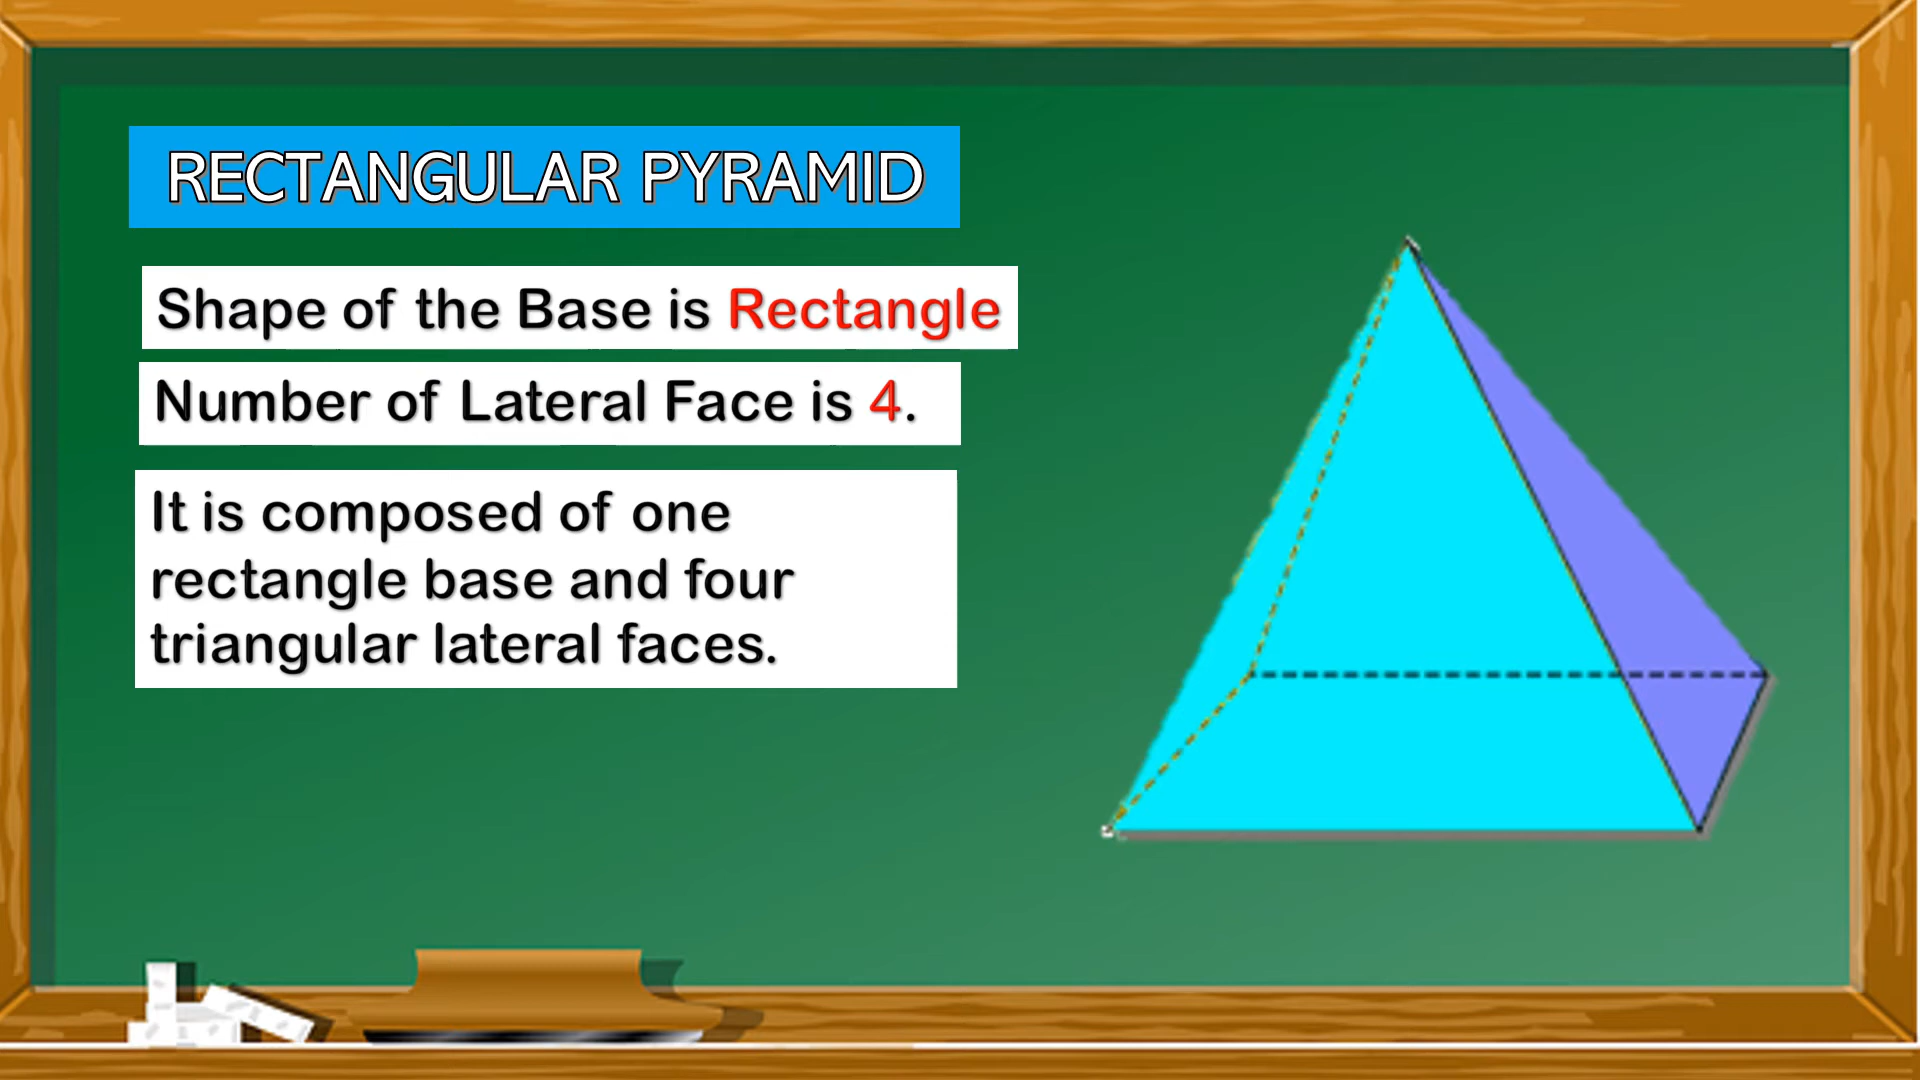 RECTANGULAR PYRAMID
Shape of the Base is Rectangle
Number of Lateral Face is 4.
It is composed of one
rectangle base and four
triangular lateral faces.